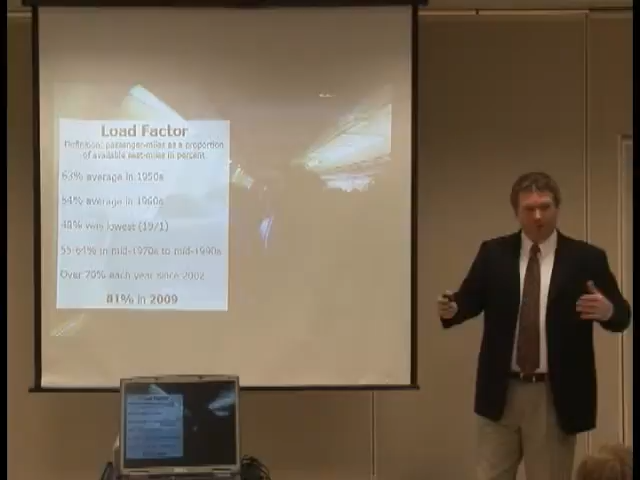 Load Factor
Definition: passenger-miles as a proportion
of available seat-miles in percent
63% average in 1950s
54% average in 1960s
48% was lowest (1971)
55-64% in mid-1970s to mid-1990s
Over 70% each year since 2002
81% in 2009